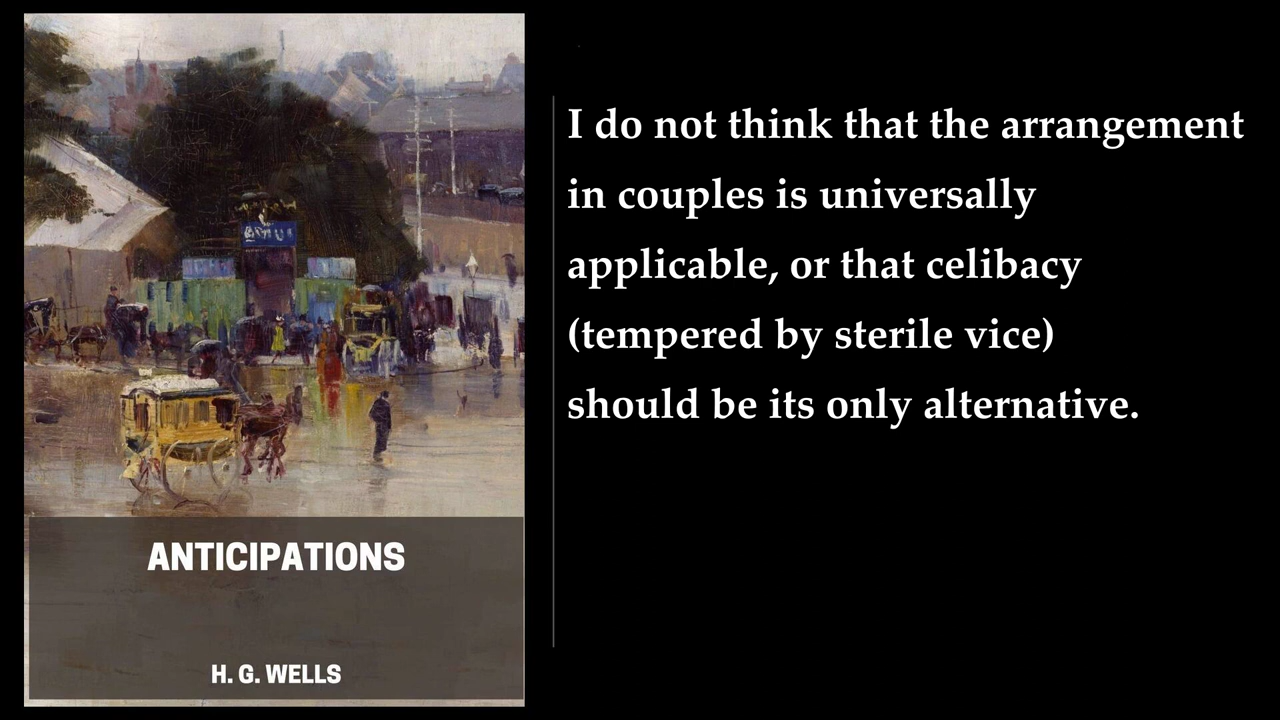 ANTICIPATIONS
H. G. WELLS
I do not think that the arrangement
in couples is universally
applicable, or that celibacy
(tempered by sterile vice)
should be its only alternative.